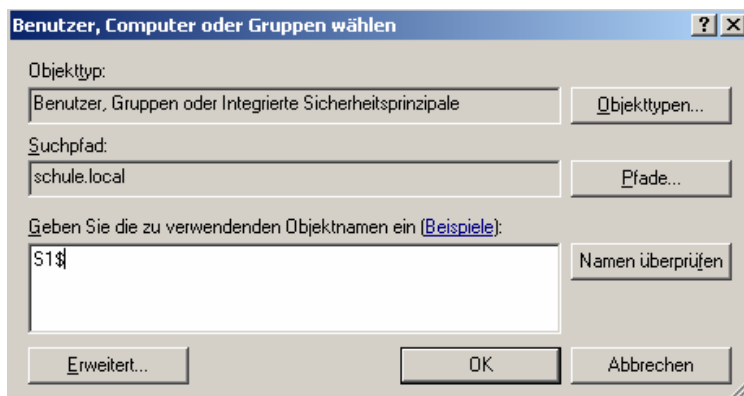 Benutzer, Computer oder Gruppen wählen
Objekttyp:
Benutzer, Gruppen oder Integrierte Sicherheitsprinzipale
Objekttypen...
Suchpfad:
schule.local
Pfade...
Geben Sie die zu verwendenden Objektnamen ein (Beispiele):
S1$
Namen überprüfen
Erweitert...
OK
Abbrechen